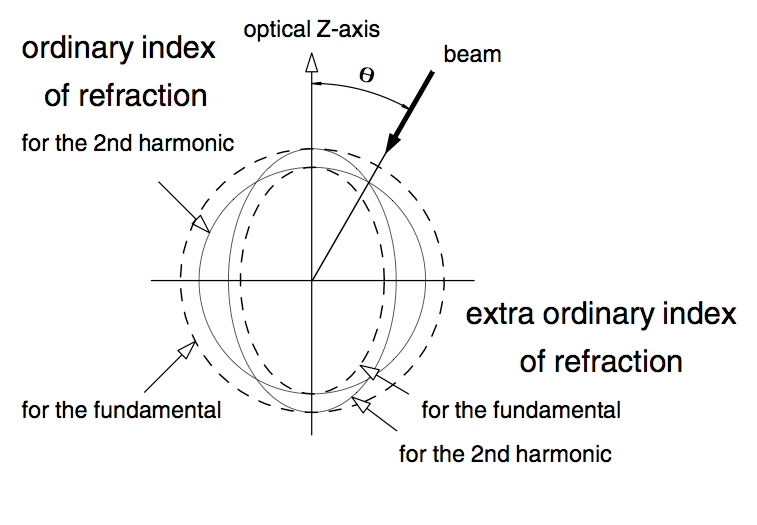 optical Z-axis
ordinary index
of refraction
for the 2nd harmonic
beam
Θ
extra ordinary index
of refraction
for the fundamental
for the fundamental
for the 2nd harmonic